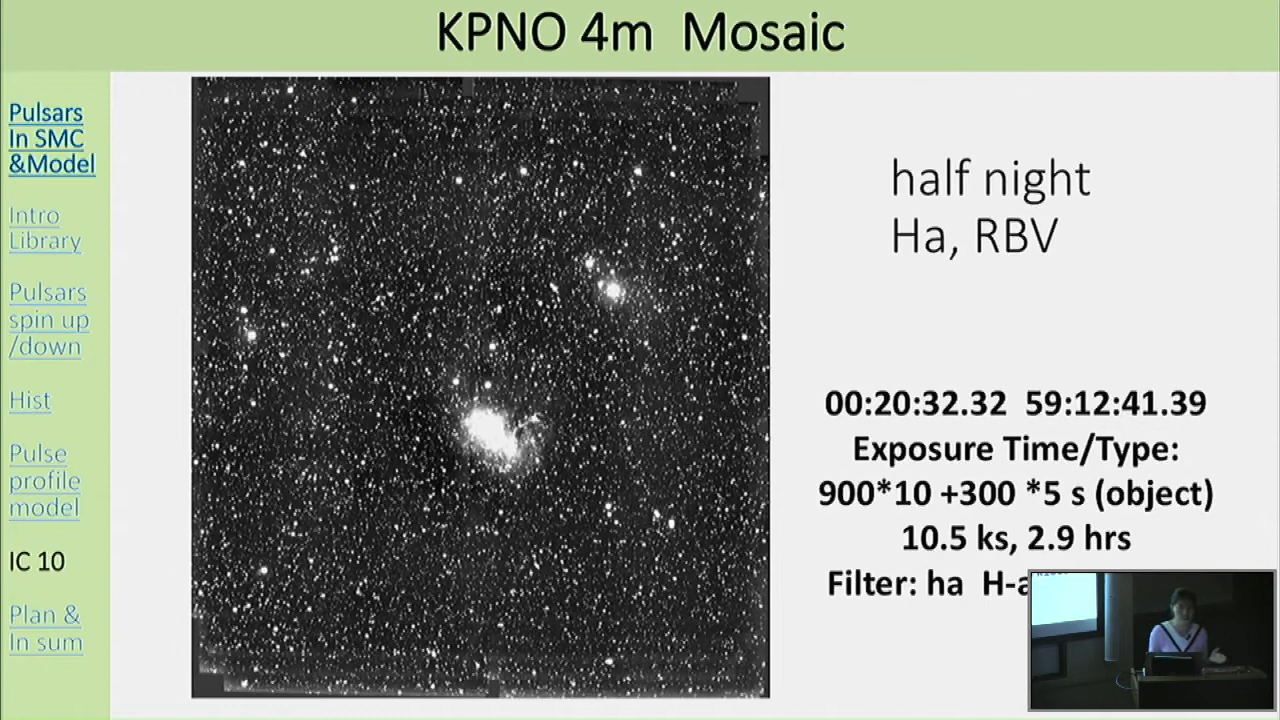 KPNO 4m Mosaic
Pulsars
In SMC
&Model
Intro
Library
Pulsars
spin up
/down
Hist
Pulse
profile
model
IC 10
Plan &
In sum
half night
Ha, RBV
00:20:32.32 59:12:41.39
Exposure Time/Type:
900*10 +300 *5 s (object)
10.5 ks, 2.9 hrs
Filter: ha